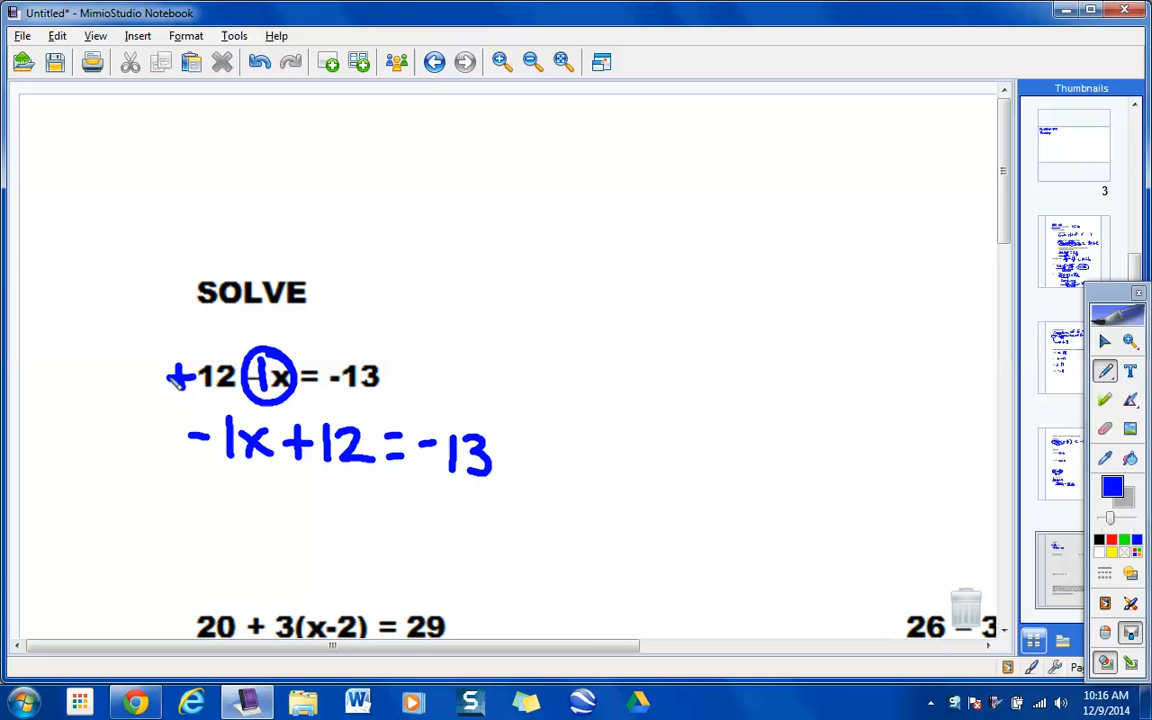 Untitled* - MimioStudio Notebook
File Edit View Insert Format Tools Help
Thumbnails
3
SOLVE
+12 -1x = -13
-1x+12=-13
20 + 3(x-2) = 29
26 – 3
Pag
10:16 AM
12/9/2014